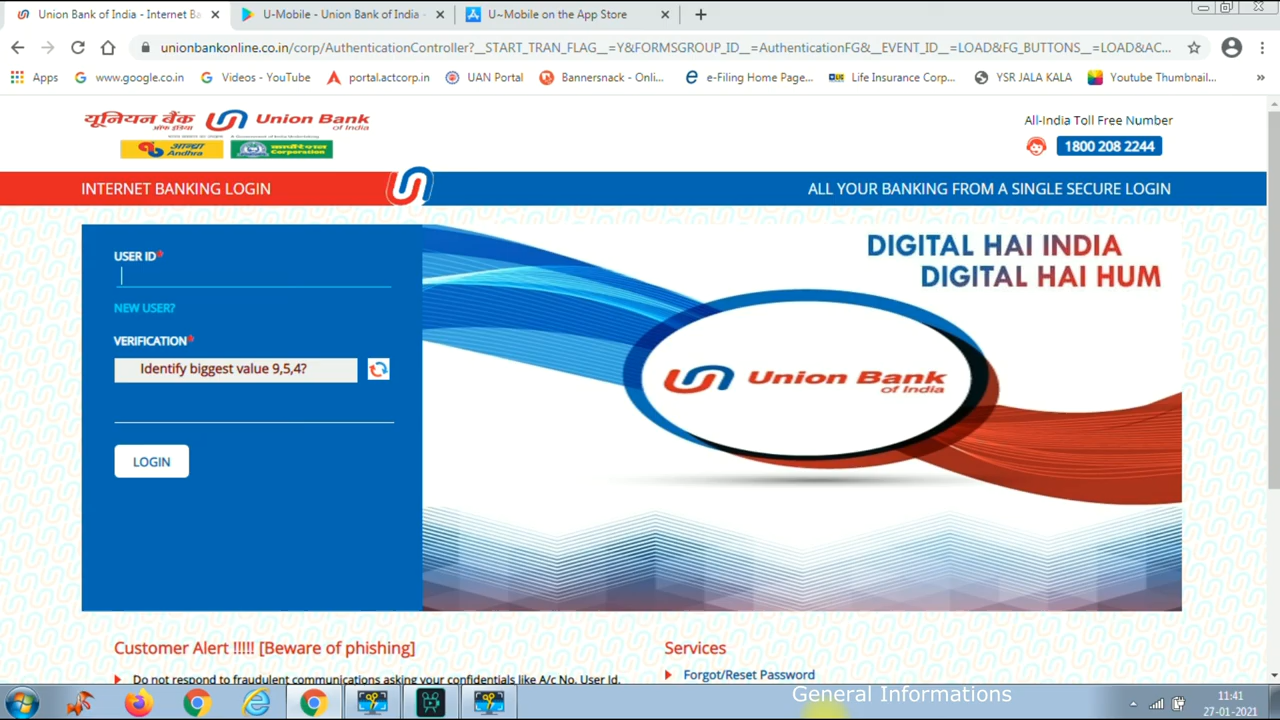 Union Bank of India - Internet Ba
U-Mobile - Union Bank of India -
U~Mobile on the App Store
unionbankonline.co.in/corp/AuthenticationController?__START_TRAN_FLAG__=Y&FORMSGROUP_ID__=AuthenticationFG&__EVENT_ID__=LOAD&FG_BUTTONS__=LOAD&AC...
Apps
www.google.co.in
Videos - YouTube
portal.actcorp.in
UAN Portal
Bannersnack - Onli...
e-Filing Home Page...
Life Insurance Corp...
YSR JALA KALA
Youtube Thumbnail...
यूनियन बैंक
ऑफ इंडिया
Union Bank
of India
आन्ध्रा
Andhra
कार्पोरेशन
Corporation
All-India Toll Free Number
1800 208 2244
INTERNET BANKING LOGIN
ALL YOUR BANKING FROM A SINGLE SECURE LOGIN
USER ID*
NEW USER?
VERIFICATION*
Identify biggest value 9,5,4?
LOGIN
DIGITAL HAI INDIA
DIGITAL HAI HUM
Union Bank
of India
Customer Alert !!!!! [Beware of phishing]
Do not respond to fraudulent communications asking your confidentials like A/c No, User Id,
Services
Forgot/Reset Password
General Informations
11:41
27-01-2021